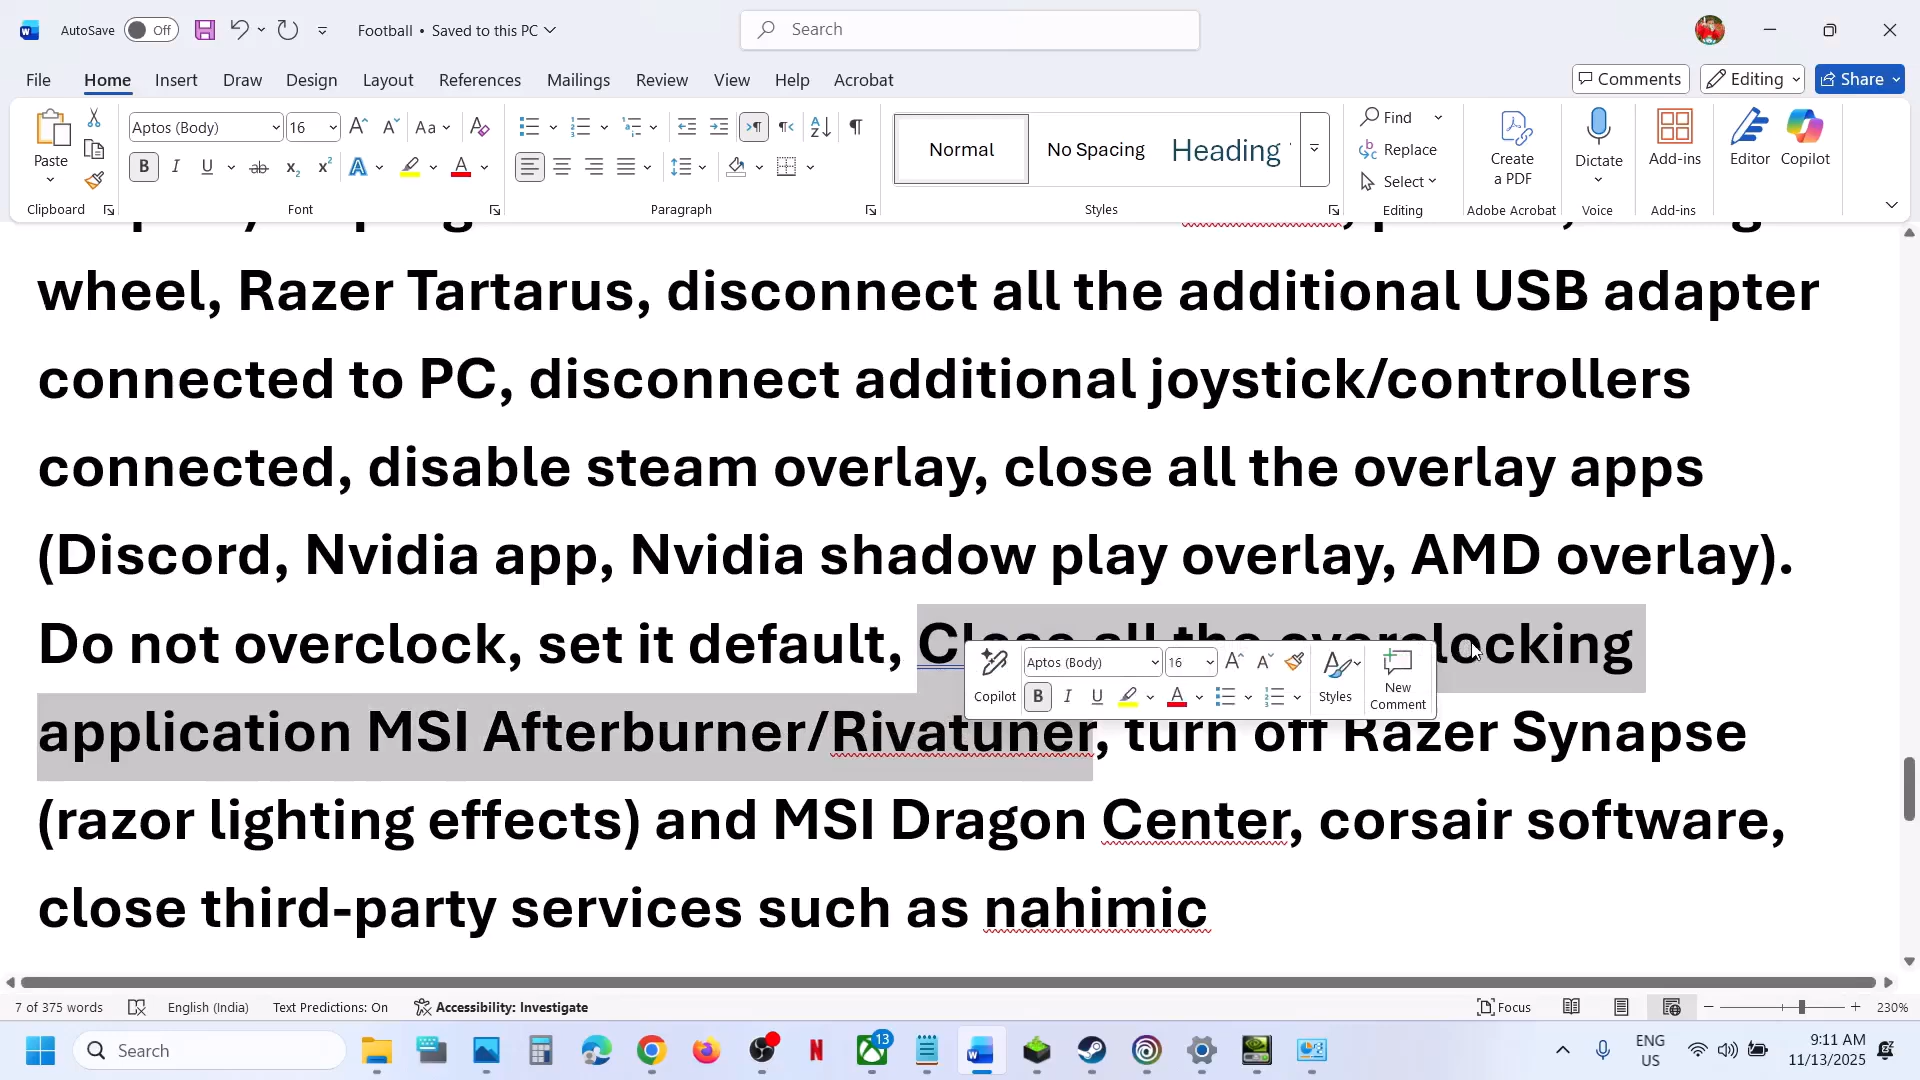 AutoSave Off Football • Saved to this PC Search
File Home Insert Draw Design Layout References Mailings Review View Help Acrobat Comments Editing Share
Paste Clipboard
Aptos (Body) 16 Aa
B I U ab x₂ x² A A Font
Paragraph
Normal No Spacing Heading Styles
Find
Replace
Select
Editing
Create
a PDF
Adobe Acrobat
Dictate
Voice
Add-ins
Add-ins
Editor Copilot
wheel, Razer Tartarus, disconnect all the additional USB adapter
connected to PC, disconnect additional joystick/controllers
connected, disable steam overlay, close all the overlay apps
(Discord, Nvidia app, Nvidia shadow play overlay, AMD overlay).
Do not overclock, set it default, Close all the overclocking
Aptos (Body) 16
Copilot B I U A Styles New
Comment
application MSI Afterburner/Rivatuner, turn off Razer Synapse
(razor lighting effects) and MSI Dragon Center, corsair software,
close third-party services such as nahimic
7 of 375 words English (India) Text Predictions: On Accessibility: Investigate Focus 230%
Search 13 ENG
US 9:11 AM
11/13/2025